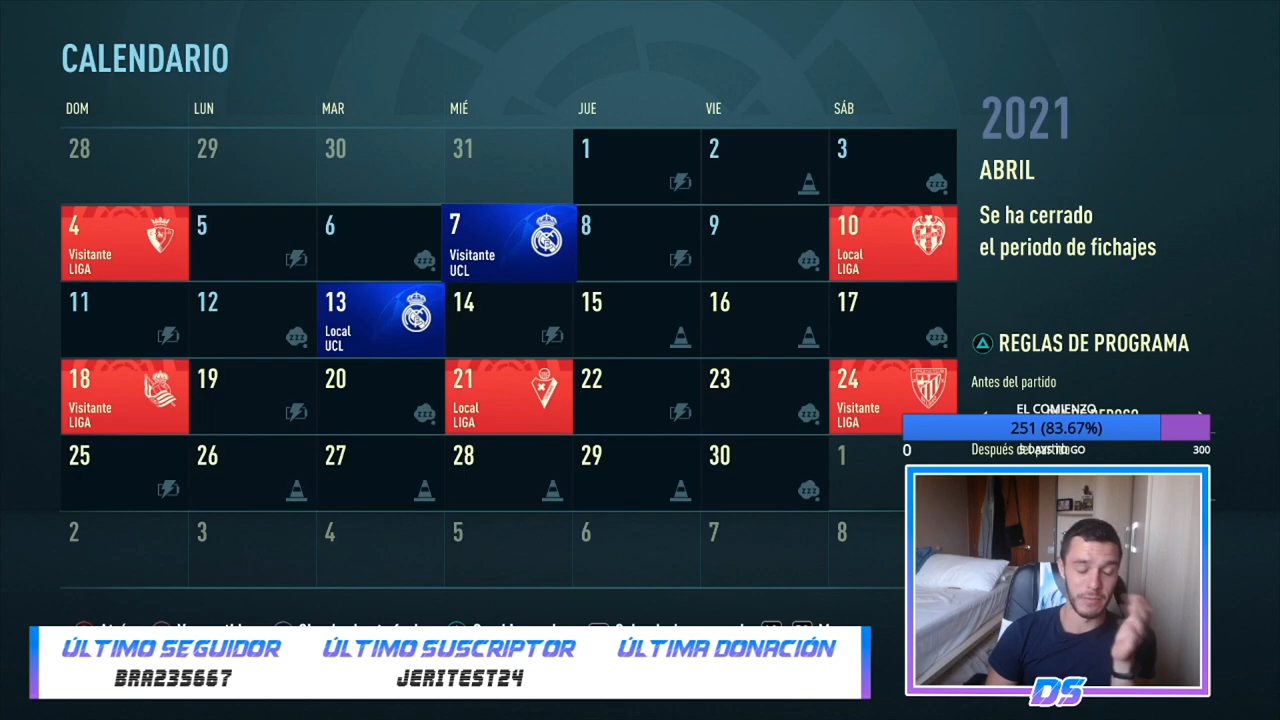 CALENDARIO
DOM LUN MAR MIÉ JUE VIE SÁB
2021
ABRIL
Se ha cerrado
el periodo de fichajes
28 29 30 31 1 2 3
4 5 6 7 8 9 10
Visitante
LIGA
Visitante
UCL
Local
LIGA
11 12 13 14 15 16 17
Local
UCL
18 19 20 21 22 23 24
Visitante
LIGA
Local
LIGA
Visitante
LIGA
25 26 27 28 29 30 1
2 3 4 5 6 7 8
REGLAS DE PROGRAMA
Antes del partido
EL COMIENZO
251 (83.67%)
0
300
ÚLTIMO SEGUIDOR
BRA235667
ÚLTIMO SUSCRIPTOR
JERITEST24
ÚLTIMA DONACIÓN
DS